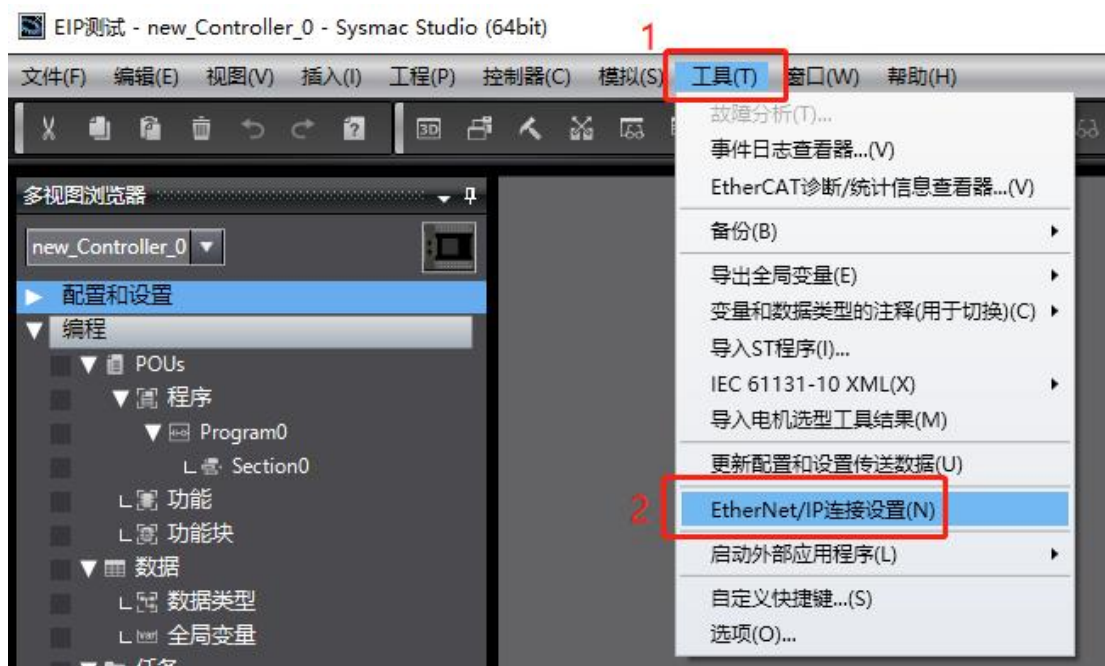 EIP测试 - new_Controller_0 - Sysmac Studio (64bit)
1
文件(F) 编辑(E) 视图(V) 插入(I) 工程(P) 控制器(C) 模拟(S) 工具(T) 窗口(W) 帮助(H)
3D
故障分析(T)...
事件日志查看器...(V)
EtherCAT诊断/统计信息查看器...(V)
备份(B)
导出全局变量(E)
变量和数据类型的注释(用于切换)(C)
导入ST程序(I)...
IEC 61131-10 XML(X)
导入电机选型工具结果(M)
更新配置和设置传送数据(U)
2
EtherNet/IP连接设置(N)
启动外部应用程序(L)
自定义快捷键...(S)
选项(O)...
多视图浏览器
new_Controller_0
配置和设置
编程
POUs
程序
Program0
Section0
功能
功能块
数据
数据类型
全局变量
任务